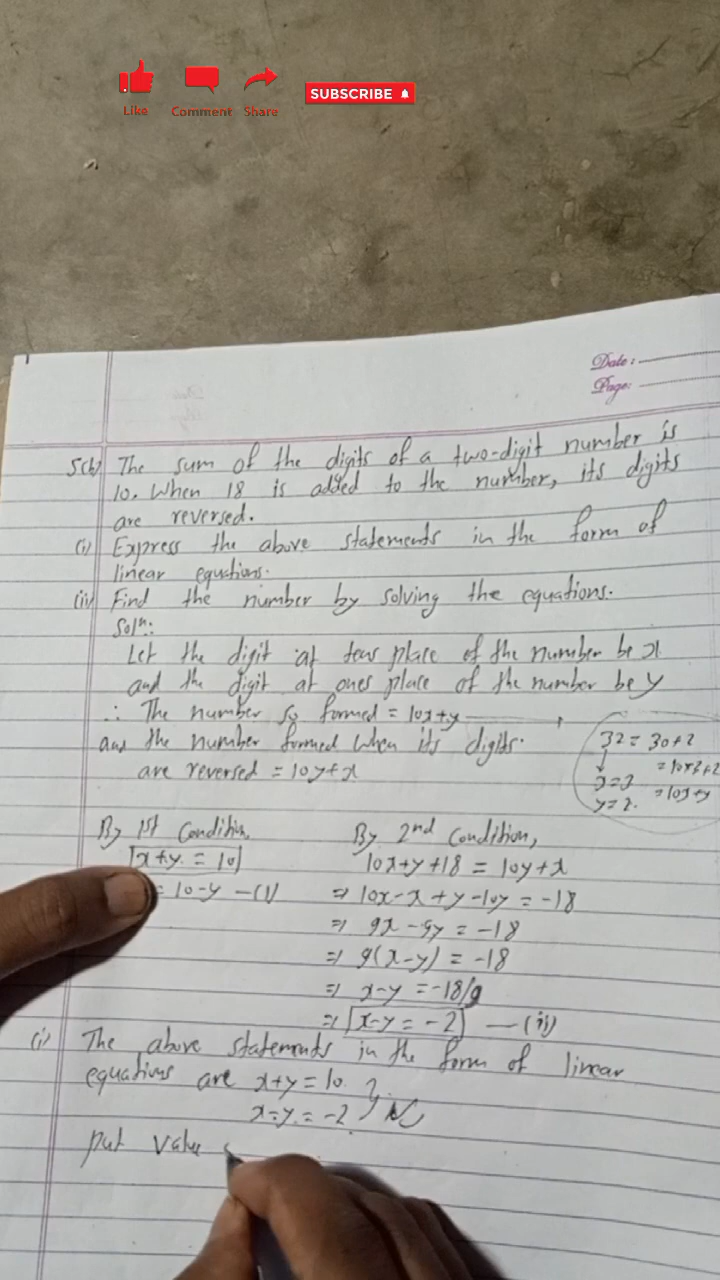 Like Comment Share
SUBSCRIBE
Date:
Page:
5(b) The sum of the digits of a two-digit number is
10. When 18 is added to the number, its digits
are reversed.
(i) Express the above statements in the form of
linear equations.
(ii) Find the number by solving the equations.
Solⁿ:
Let the digit at tens place of the number be x
and the digit at ones place of the number be y
∴ The number so formed = 10x+y
and the number formed when its digits
are reversed = 10y+x
32 = 30+2
= 10×3+2
x=3
= 10x+y
y=2.
By 1st Condition,
x+y = 10
= 10-y —(1)
By 2nd Condition,
10x+y+18 = 10y+x
⇒ 10x-x+y-10y = -18
⇒ 9x-9y = -18
⇒ 9(x-y) = -18
⇒ x-y = -18/9
⇒ x-y = -2 —(ii)
(i) The above statements in the form of linear
equations are x+y=10
x-y = -2
put value